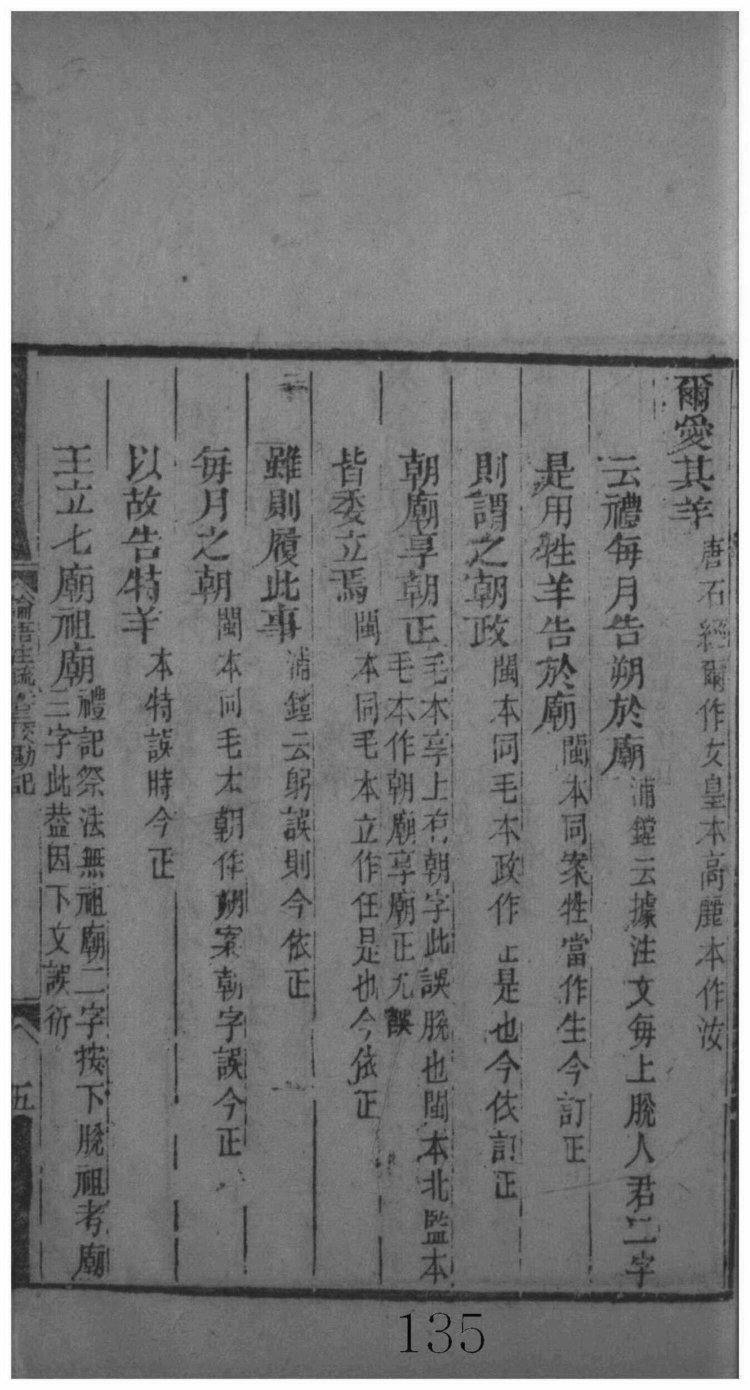 爾愛其羊 唐石經爾作女皇本高麗本作汝
云禮每月告朔於廟 浦鏜云據注文每上脫人君二字
是用牲羊告於廟 閩本同案牲當作生今訂正
則謂之朝政 閩本同毛本政作正是也今依訂正
朝廟享朝正 毛本享上有朝字此誤脫也閩本北監本
毛本作朝廟享廟正尤誤
皆委立焉 閩本同毛本立作任是也今依正
雖則履此事 浦鏜云躬誤則今依正
每月之朝 閩本同毛本朝作朔案朝字誤今正
以故告特羊 本特誤時今正
王立七廟祖廟 禮記祭法無祖廟二字按下脫祖考廟
三字此蓋因下文誤衍
論語注疏 校勘記
五
135